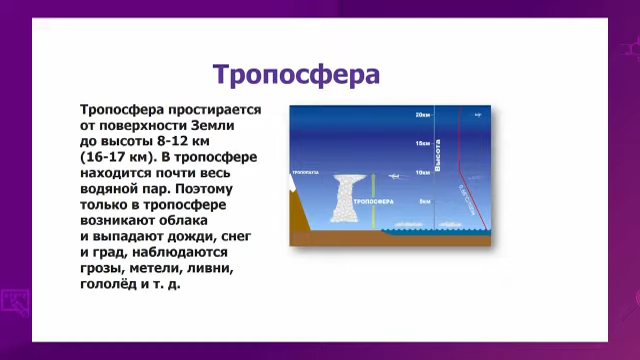 Тропосфера
Тропосфера простирается
от поверхности Земли
до высоты 8-12 км
(16-17 км). В тропосфере
находится почти весь
водяной пар. Поэтому
только в тропосфере
возникают облака
и выпадают дожди, снег
и град, наблюдаются
грозы, метели, ливни,
гололёд и т. д.
20км
15км
Высота
ТРОПОПАУЗА
10км
ТРОПОСФЕРА
5км